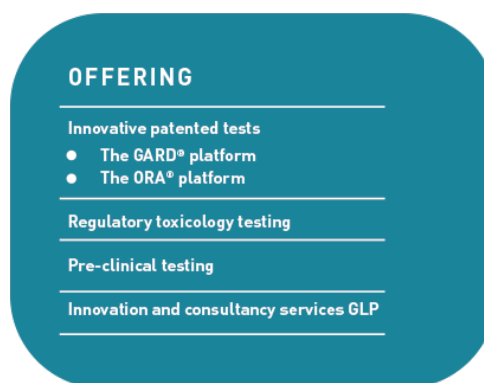 OFFERING
Innovative patented tests
● The GARD® platform
● The ORA® platform
Regulatory toxicology testing
Pre-clinical testing
Innovation and consultancy services GLP